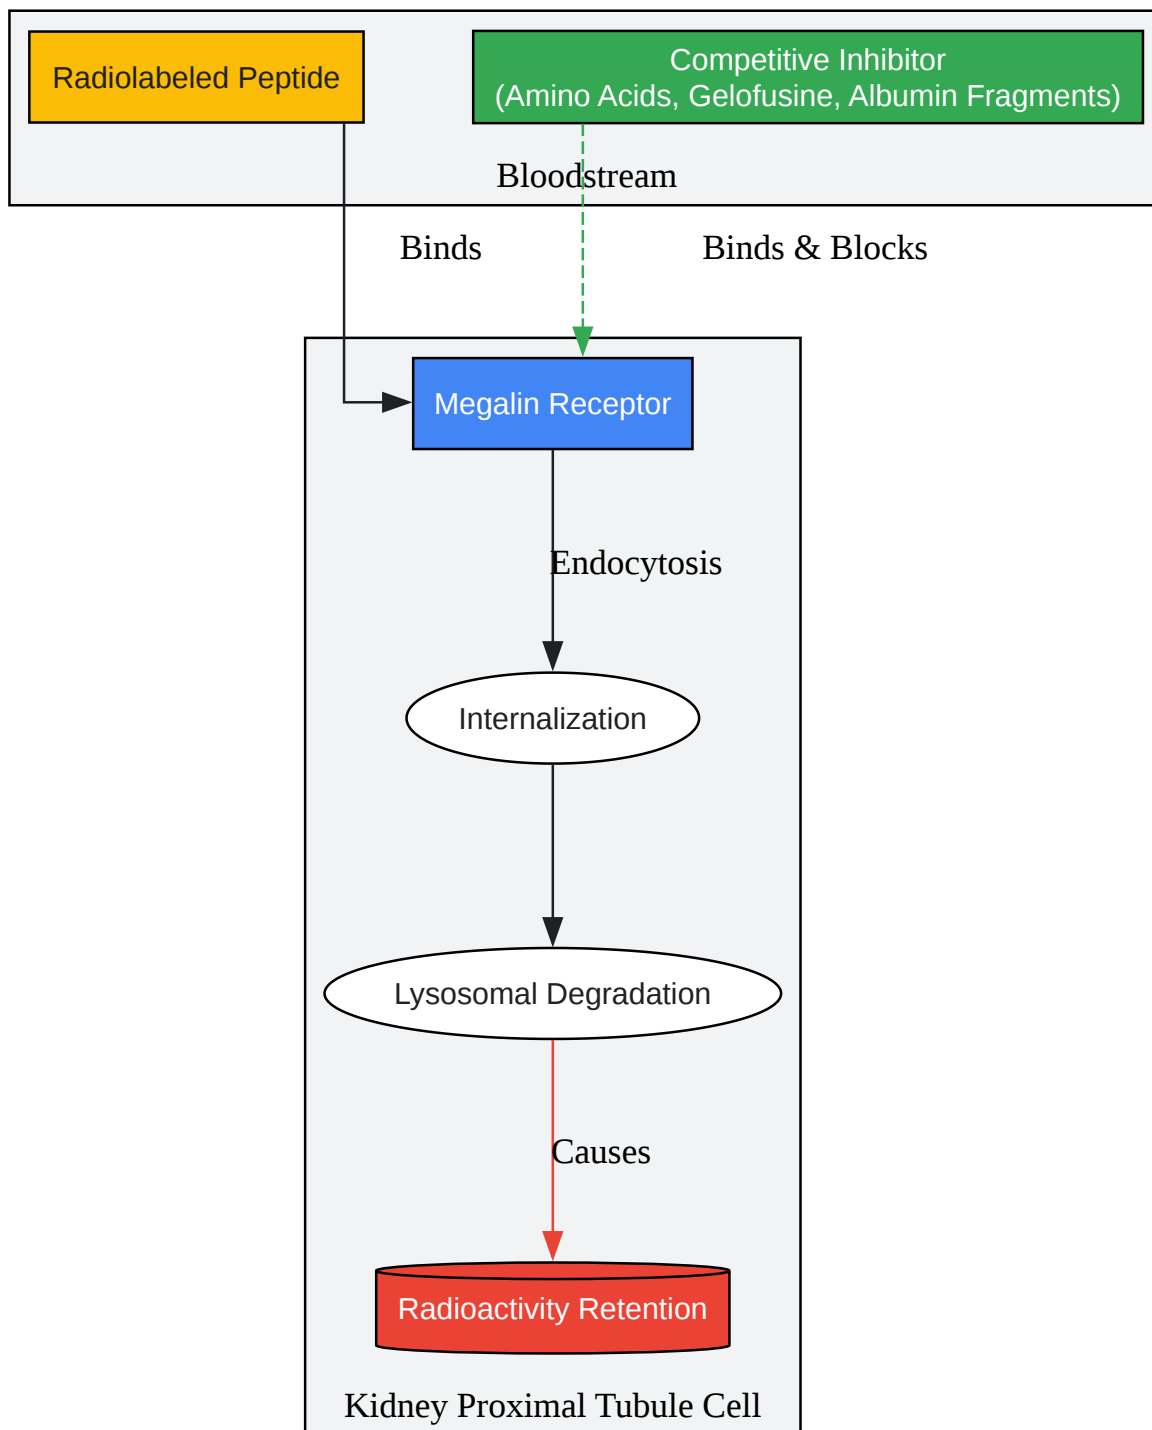 Radiolabeled Peptide
Competitive Inhibitor
(Amino Acids, Gelofusine, Albumin Fragments)
Bloodstream
Binds
Binds & Blocks
Megalin Receptor
Endocytosis
Internalization
Lysosomal Degradation
Causes
Radioactivity Retention
Kidney Proximal Tubule Cell